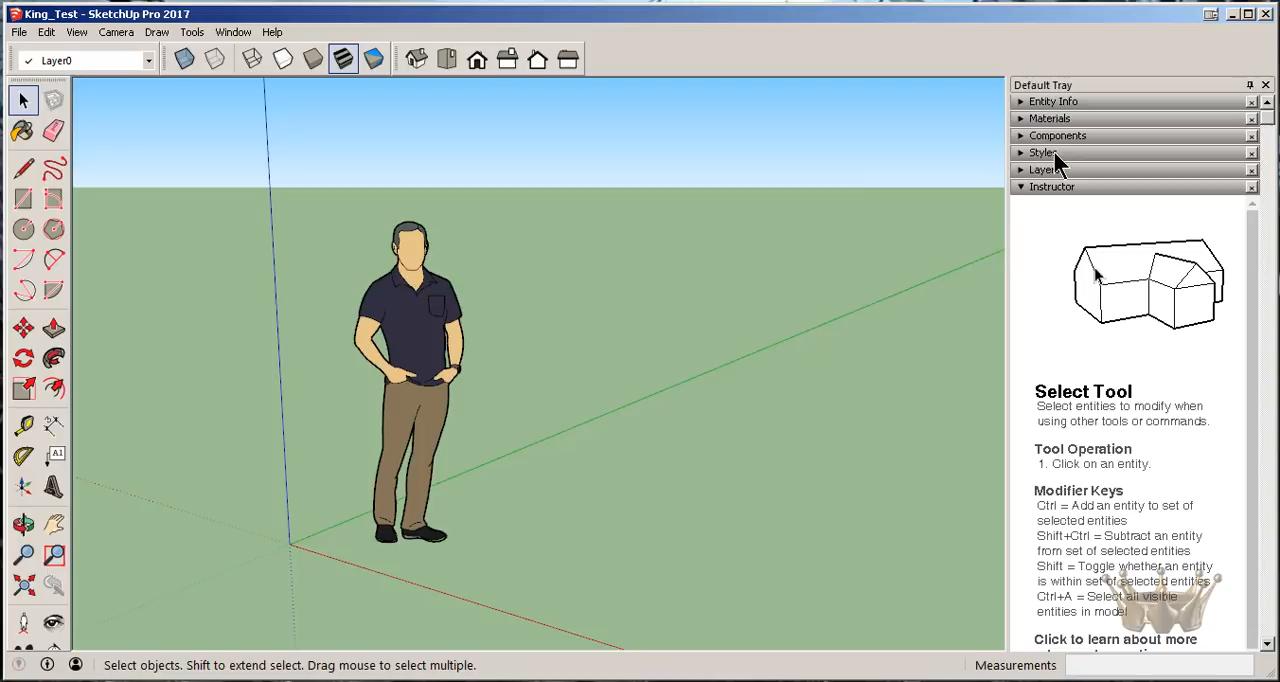 King_Test - SketchUp Pro 2017
File Edit View Camera Draw Tools Window Help
Layer0
Default Tray
Entity Info
Materials
Components
Styles
Layers
Instructor
Select Tool
Select entities to modify when
using other tools or commands.
Tool Operation
1. Click on an entity.
Modifier Keys
Ctrl = Add an entity to set of
selected entities
Shift+Ctrl = Subtract an entity
from set of selected entities
Shift = Toggle whether an entity
is within set of selected entities
Ctrl+A = Select all visible
entities in model
Click to learn about more
A1
Select objects. Shift to extend select. Drag mouse to select multiple.
Measurements